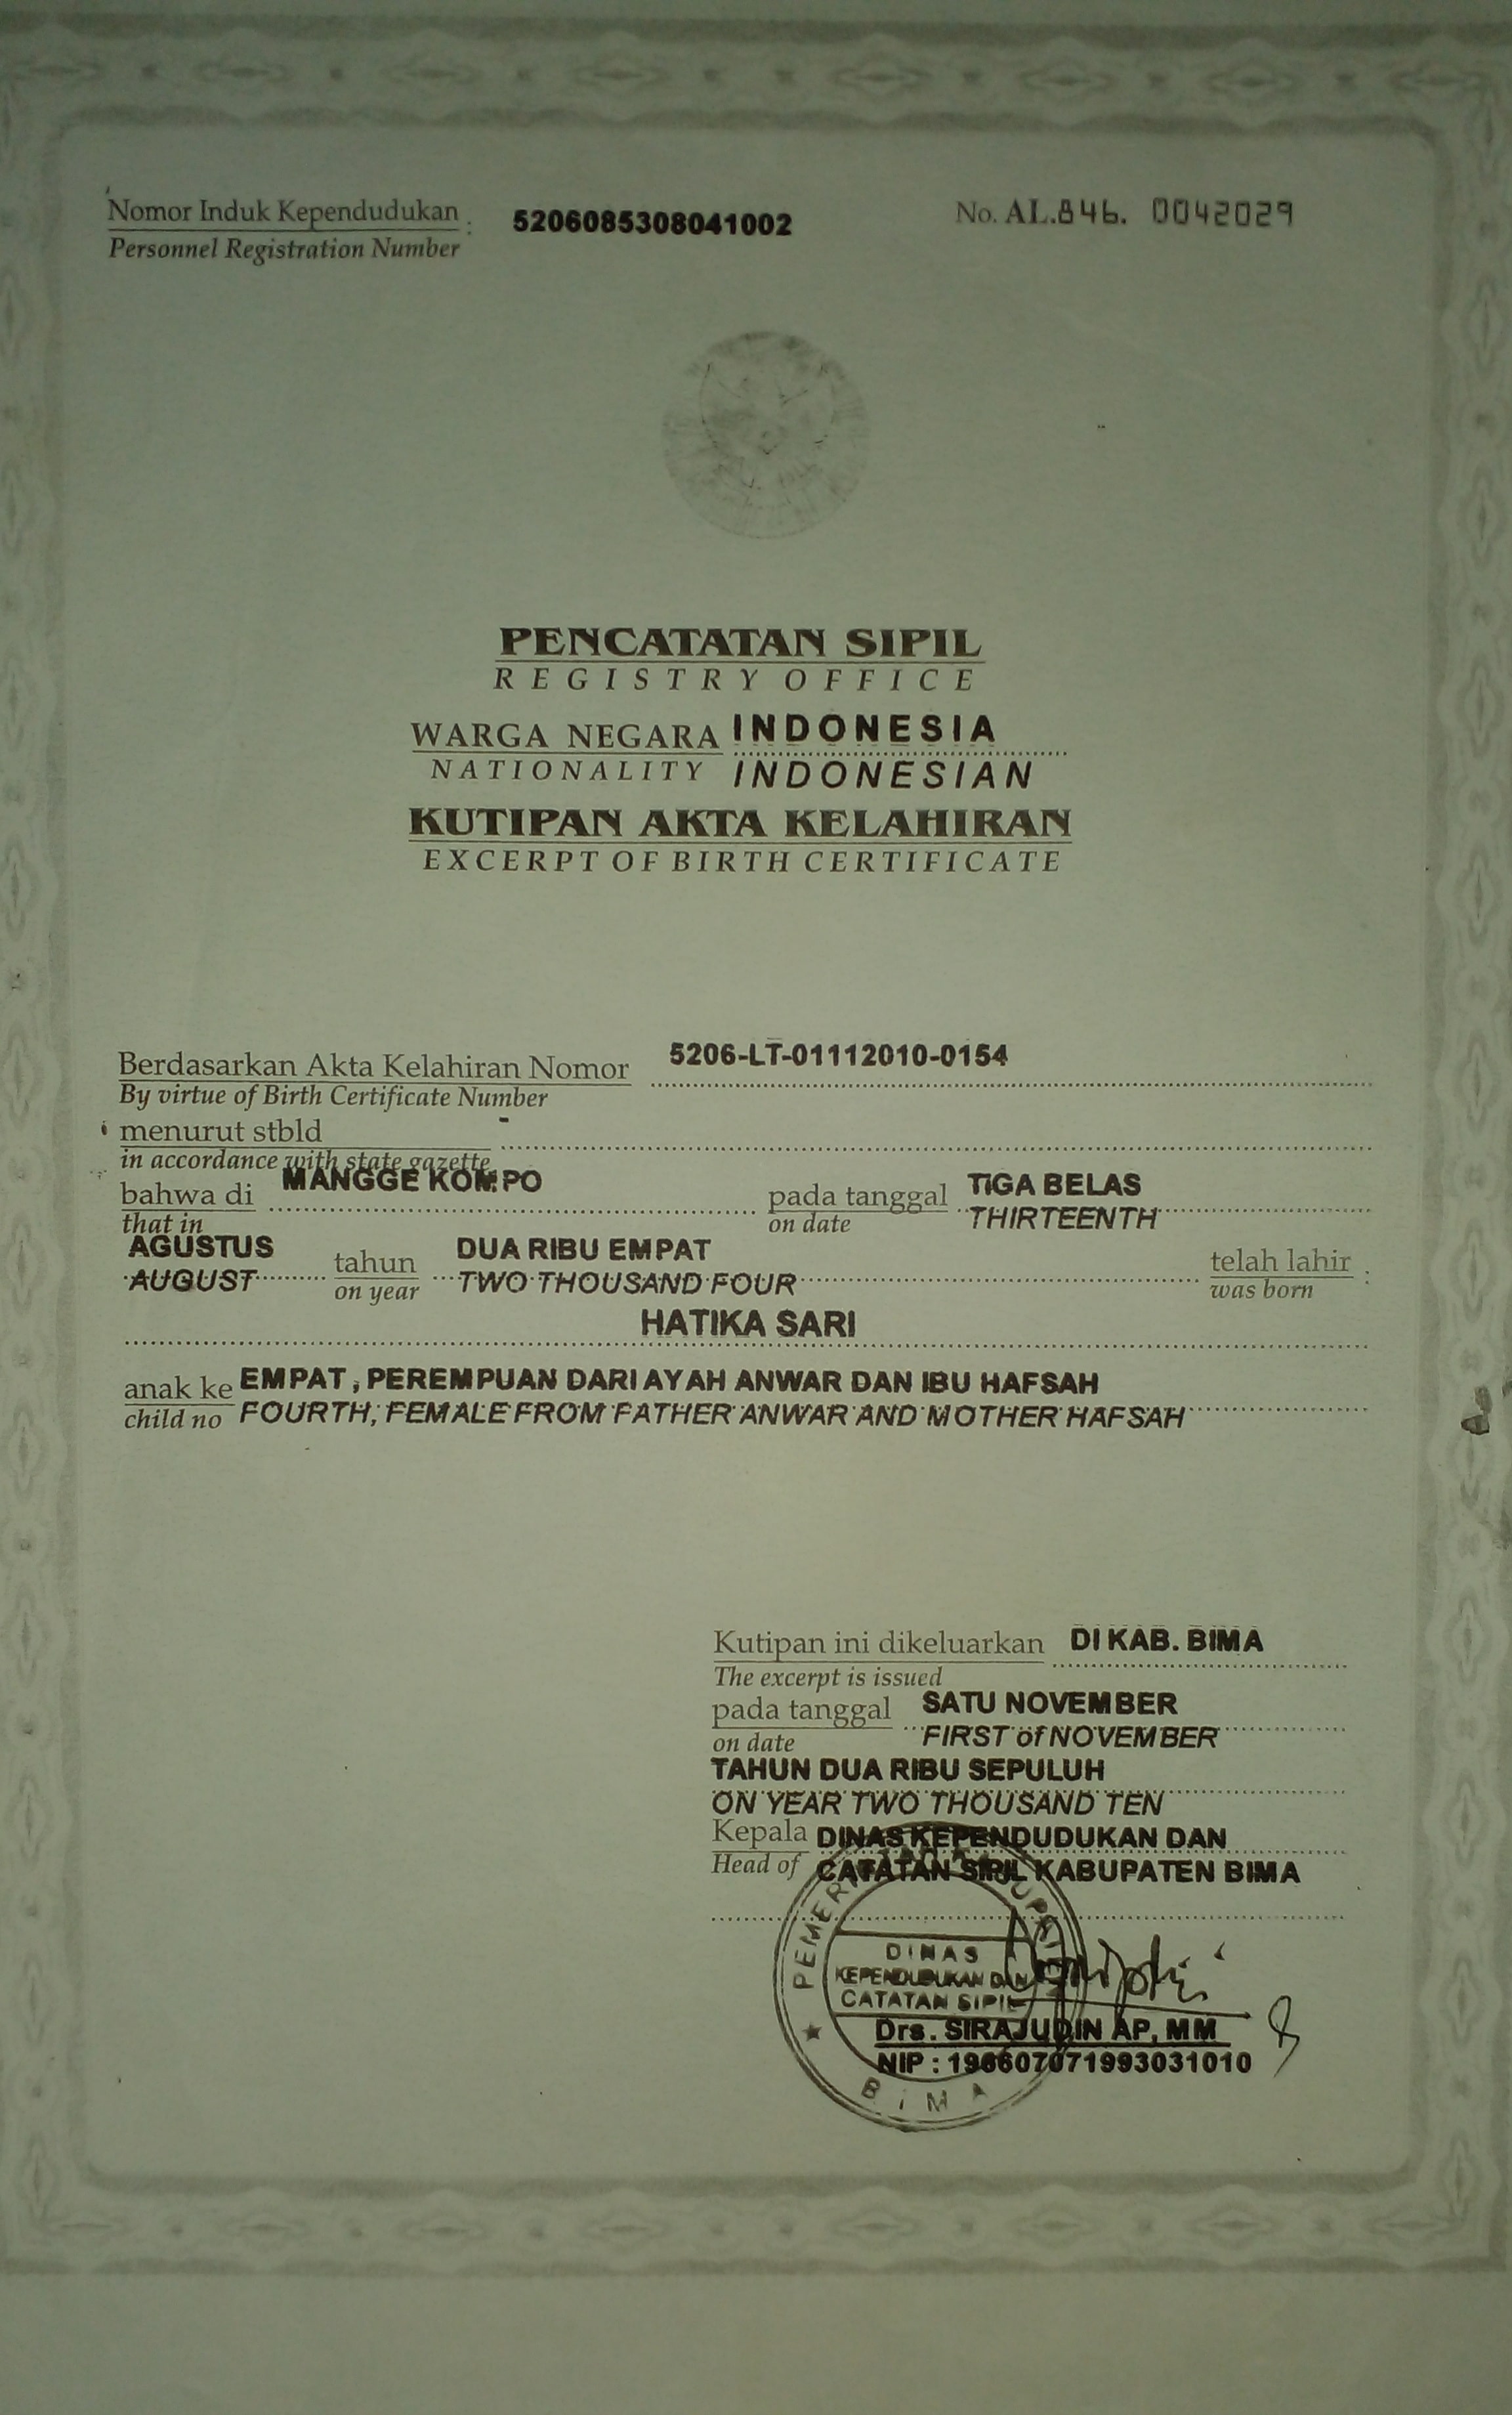 Nomor Induk Kependudukan : 5206085308041002 No. AL.846. 0042029
Personnel Registration Number
PENCATATAN SIPIL
REGISTRY OFFICE
WARGA NEGARA INDONESIA
NATIONALITY INDONESIAN
KUTIPAN AKTA KELAHIRAN
EXCERPT OF BIRTH CERTIFICATE
Berdasarkan Akta Kelahiran Nomor 5206-LT-01112010-0154
By virtue of Birth Certificate Number
menurut stbld -
in accordance with state gazette
bahwa di MANGGE KOMPO pada tanggal TIGA BELAS
that in on date THIRTEENTH
AGUSTUS tahun DUA RIBU EMPAT telah lahir :
AUGUST on year TWO THOUSAND FOUR was born
HATIKA SARI
anak ke EMPAT, PEREMPUAN DARI AYAH ANWAR DAN IBU HAFSAH
child no FOURTH, FEMALE FROM FATHER ANWAR AND MOTHER HAFSAH
Kutipan ini dikeluarkan DI KAB. BIMA
The excerpt is issued
pada tanggal SATU NOVEMBER
on date FIRST of NOVEMBER
TAHUN DUA RIBU SEPULUH
ON YEAR TWO THOUSAND TEN
Kepala DINAS KEPENDUDUKAN DAN
Head of CATATAN SIPIL KABUPATEN BIMA
DINAS
KEPENDUDUKAN DAN
CATATAN SIPIL
Drs. SIRAJUDIN AP, MM
NIP : 196607071993031010
BIMA